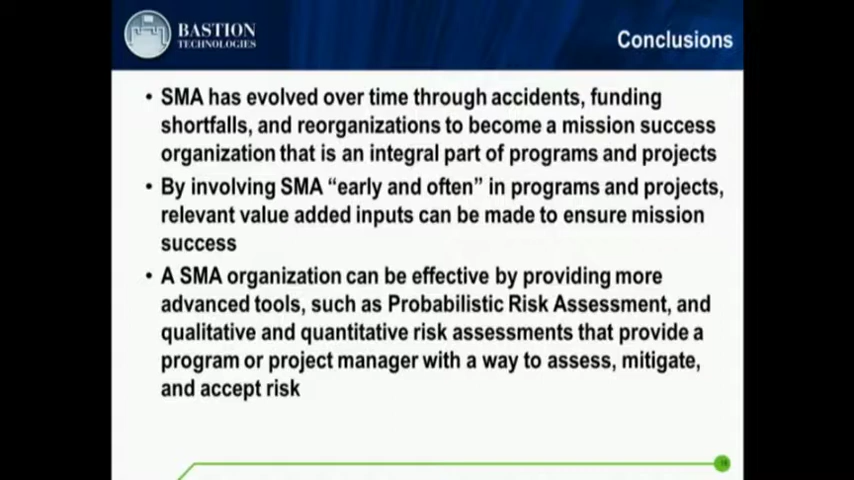 BASTION
TECHNOLOGIES
Conclusions
• SMA has evolved over time through accidents, funding
shortfalls, and reorganizations to become a mission success
organization that is an integral part of programs and projects
• By involving SMA “early and often” in programs and projects,
relevant value added inputs can be made to ensure mission
success
• A SMA organization can be effective by providing more
advanced tools, such as Probabilistic Risk Assessment, and
qualitative and quantitative risk assessments that provide a
program or project manager with a way to assess, mitigate,
and accept risk